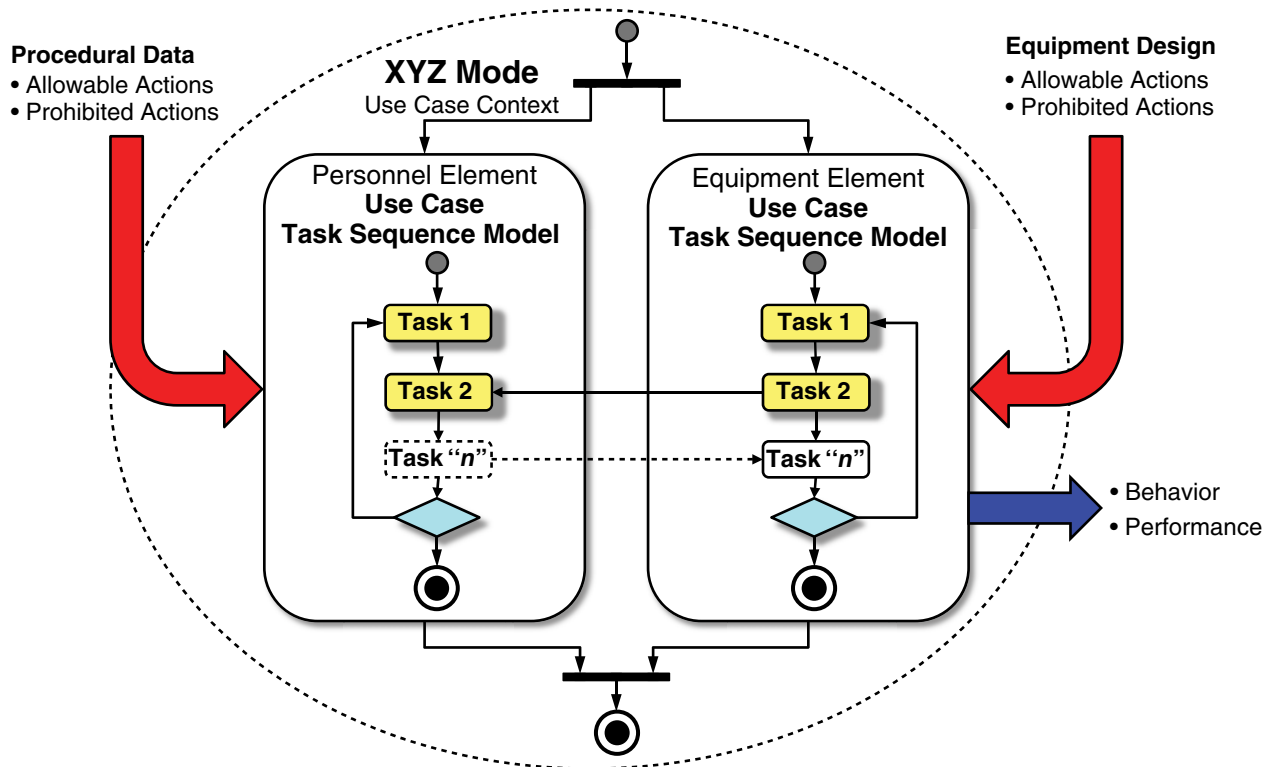 Procedural Data
• Allowable Actions
• Prohibited Actions
XYZ Mode
Use Case Context
Equipment Design
• Allowable Actions
• Prohibited Actions
Personnel Element
Use Case
Task Sequence Model
Task 1
Task 2
Task “n”
Equipment Element
Use Case
Task Sequence Model
Task 1
Task 2
Task “n”
• Behavior
• Performance